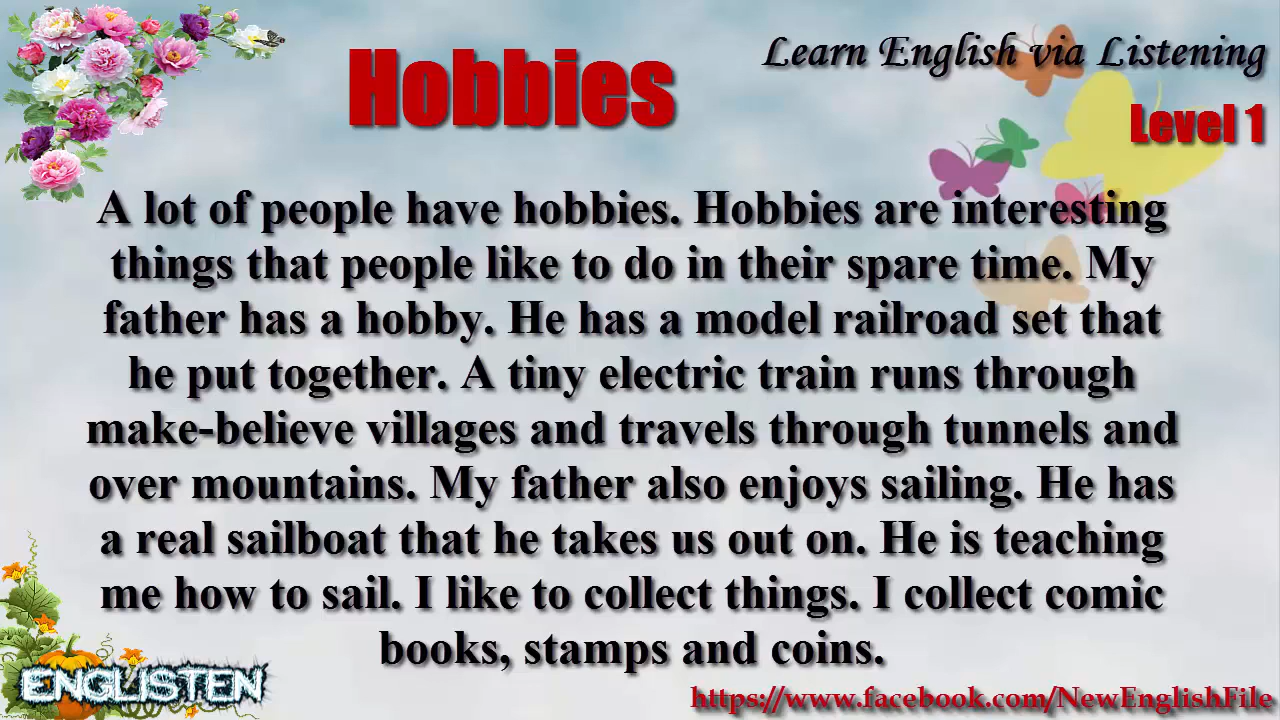 Hobbies
Learn English via Listening
Level 1
A lot of people have hobbies. Hobbies are interesting
things that people like to do in their spare time. My
father has a hobby. He has a model railroad set that
he put together. A tiny electric train runs through
make-believe villages and travels through tunnels and
over mountains. My father also enjoys sailing. He has
a real sailboat that he takes us out on. He is teaching
me how to sail. I like to collect things. I collect comic
books, stamps and coins.
ENGLISTEN
https://www.facebook.com/NewEnglishFile